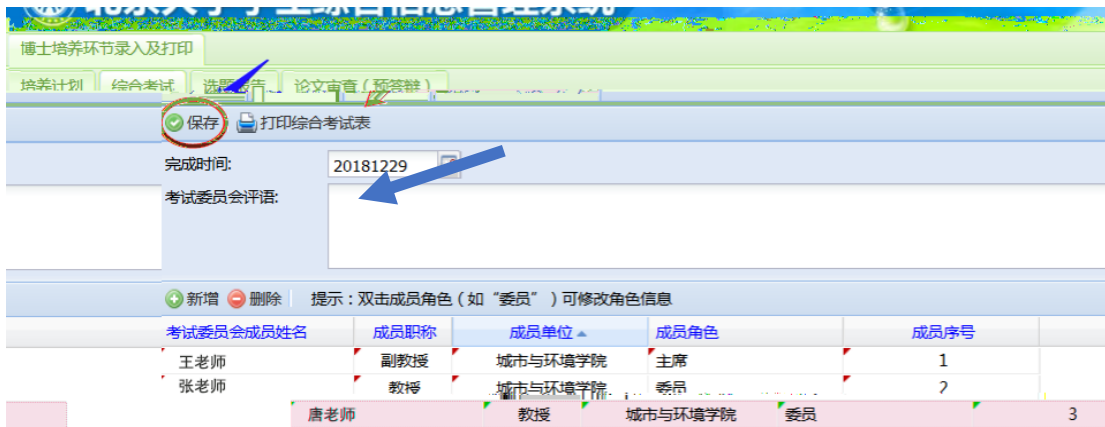 博士培养环节录入及打印
培养计划 综合考试 选题报告 论文审查（预答辩）
保存 打印综合考试表
完成时间: 20181229
考试委员会评语:
新增 删除 提示：双击成员角色（如“委员”）可修改角色信息
考试委员会成员姓名 成员职称 成员单位 成员角色 成员序号
王老师 副教授 城市与环境学院 主席 1
张老师 教授 城市与环境学院 委员 2
唐老师 教授 城市与环境学院 委员 3